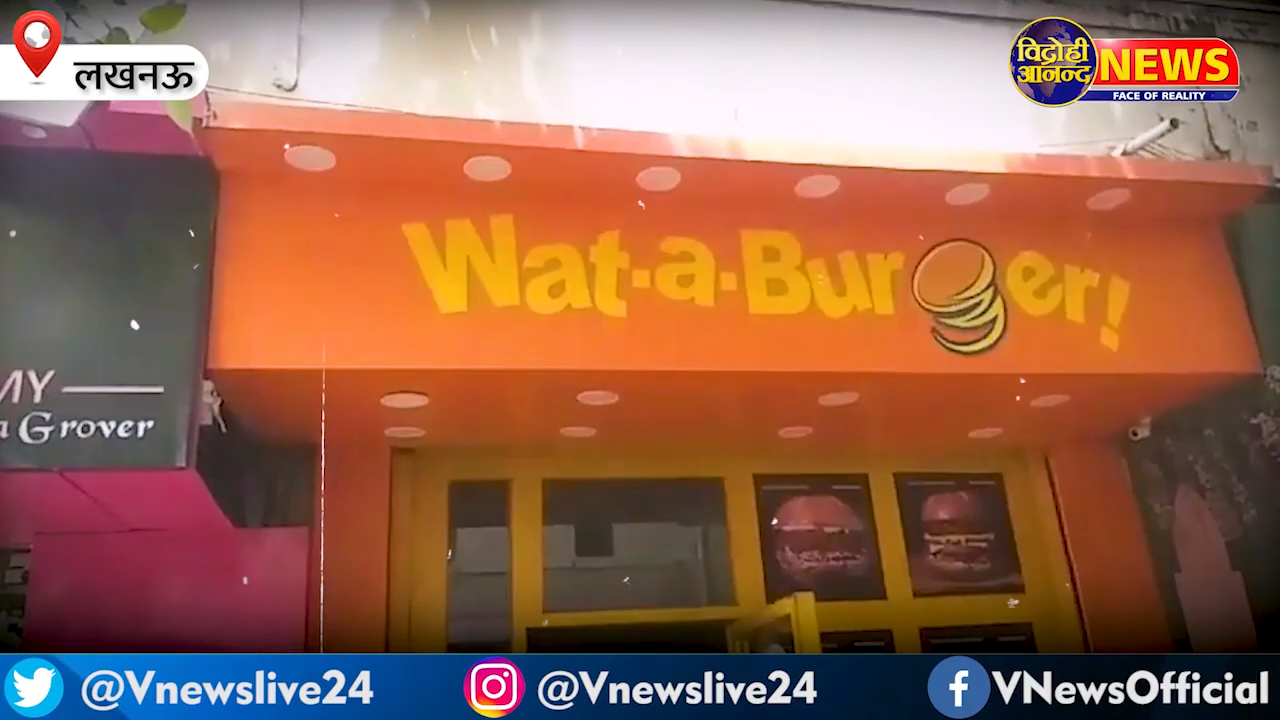 लखनऊ
विद्रोही
आनन्द
NEWS
FACE OF REALITY
Wat-a-Burger!
MY
a Grover
@Vnewslive24
@Vnewslive24
VNewsOfficial